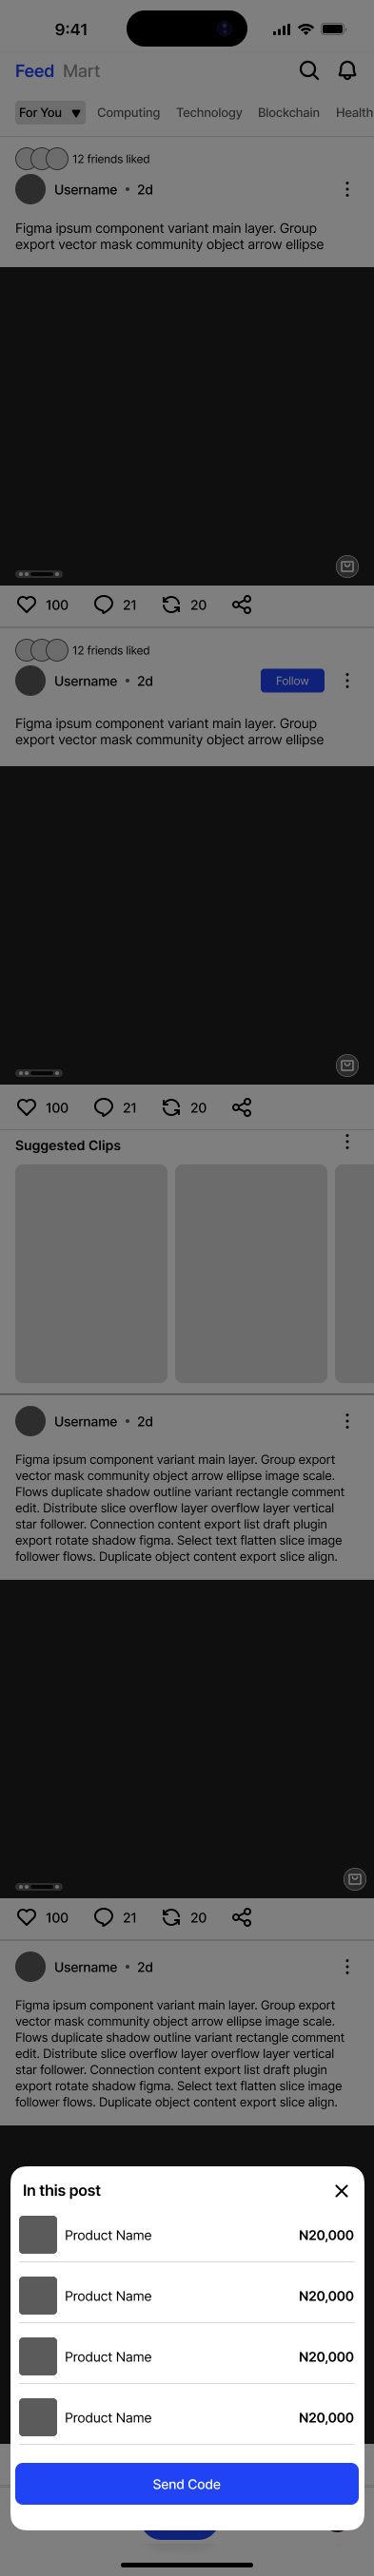 9:41
Feed Mart
For You ▼ Computing Technology Blockchain Health
12 friends liked
Username • 2d
Figma ipsum component variant main layer. Group
export vector mask community object arrow ellipse
100 21 20
12 friends liked
Username • 2d Follow
Figma ipsum component variant main layer. Group
export vector mask community object arrow ellipse
100 21 20
Suggested Clips
Username • 2d
Figma ipsum component variant main layer. Group export
vector mask community object arrow ellipse image scale.
Flows duplicate shadow outline variant rectangle comment
edit. Distribute slice overflow layer overflow layer vertical
star follower. Connection content export list draft plugin
export rotate shadow figma. Select text flatten slice image
follower flows. Duplicate object content export slice align.
100 21 20
Username • 2d
Figma ipsum component variant main layer. Group export
vector mask community object arrow ellipse image scale.
Flows duplicate shadow outline variant rectangle comment
edit. Distribute slice overflow layer overflow layer vertical
star follower. Connection content export list draft plugin
export rotate shadow figma. Select text flatten slice image
follower flows. Duplicate object content export slice align.
In this post
Product Name N20,000
Product Name N20,000
Product Name N20,000
Product Name N20,000
Send Code